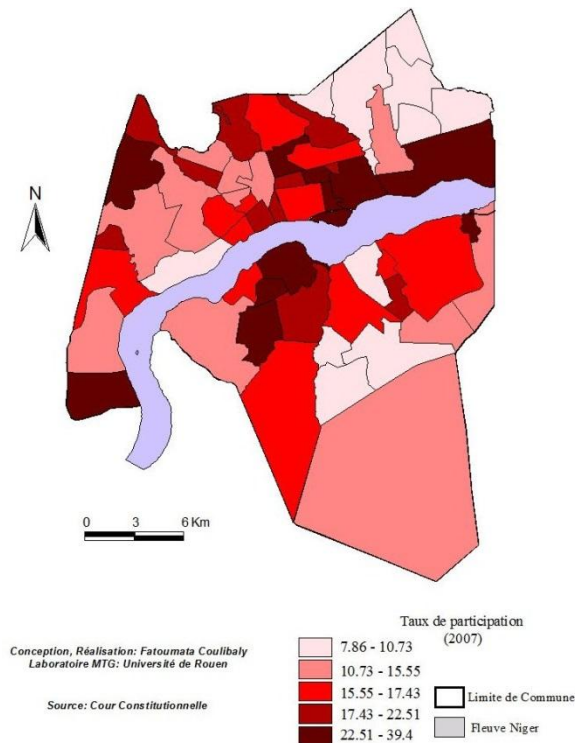 N
0 3 6 Km
Taux de participation
(2007)
Conception, Réalisation: Fatoumata Coulibaly
Laboratoire MTG: Université de Rouen
Source: Cour Constitutionnelle
7.86 - 10.73
10.73 - 15.55
15.55 - 17.43
17.43 - 22.51
22.51 - 39.4
Limite de Commune
Fleuve Niger